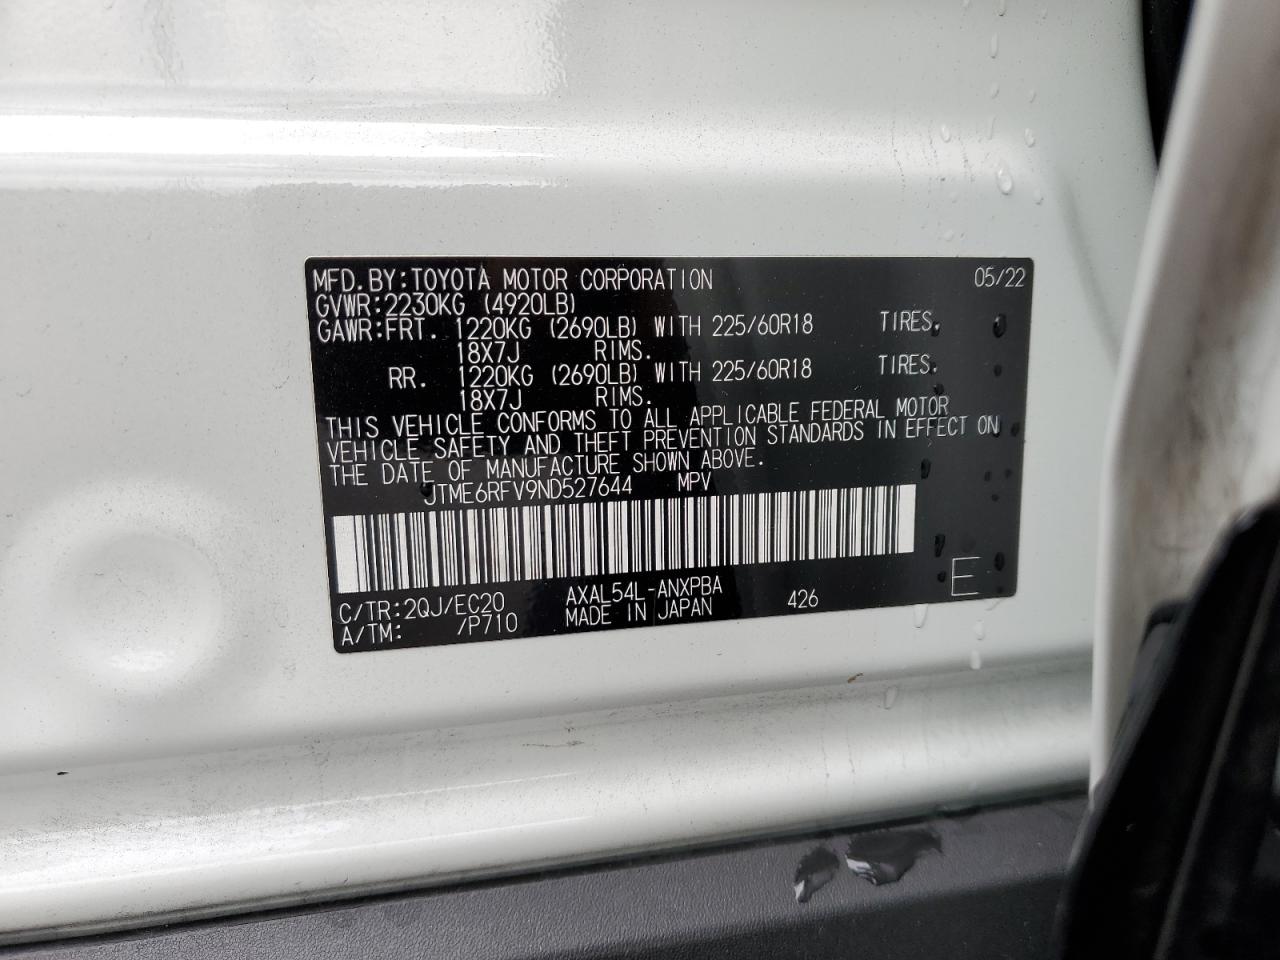 MFD.BY:TOYOTA MOTOR CORPORATION 05/22
GVWR:2230KG (4920LB)
GAWR:FRT. 1220KG (2690LB) WITH 225/60R18 TIRES,
18X7J RIMS.
RR. 1220KG (2690LB) WITH 225/60R18 TIRES.
18X7J RIMS.
THIS VEHICLE CONFORMS TO ALL APPLICABLE FEDERAL MOTOR
VEHICLE SAFETY AND THEFT PREVENTION STANDARDS IN EFFECT ON
THE DATE OF MANUFACTURE SHOWN ABOVE.
JTME6RFV9ND527644 MPV
C/TR:2QJ/EC20 AXAL54L-ANXPBA
A/TM: /P710 MADE IN JAPAN 426 E